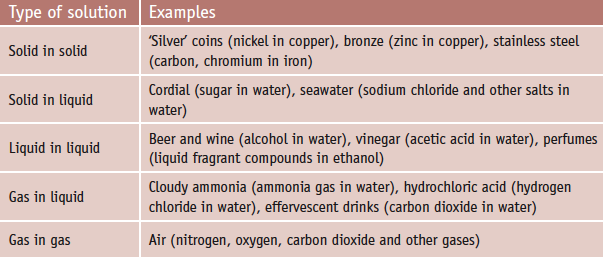 Type of solution Examples
Solid in solid ‘Silver’ coins (nickel in copper), bronze (zinc in copper), stainless steel
(carbon, chromium in iron)
Solid in liquid Cordial (sugar in water), seawater (sodium chloride and other salts in
water)
Liquid in liquid Beer and wine (alcohol in water), vinegar (acetic acid in water), perfumes
(liquid fragrant compounds in ethanol)
Gas in liquid Cloudy ammonia (ammonia gas in water), hydrochloric acid (hydrogen
chloride in water), effervescent drinks (carbon dioxide in water)
Gas in gas Air (nitrogen, oxygen, carbon dioxide and other gases)